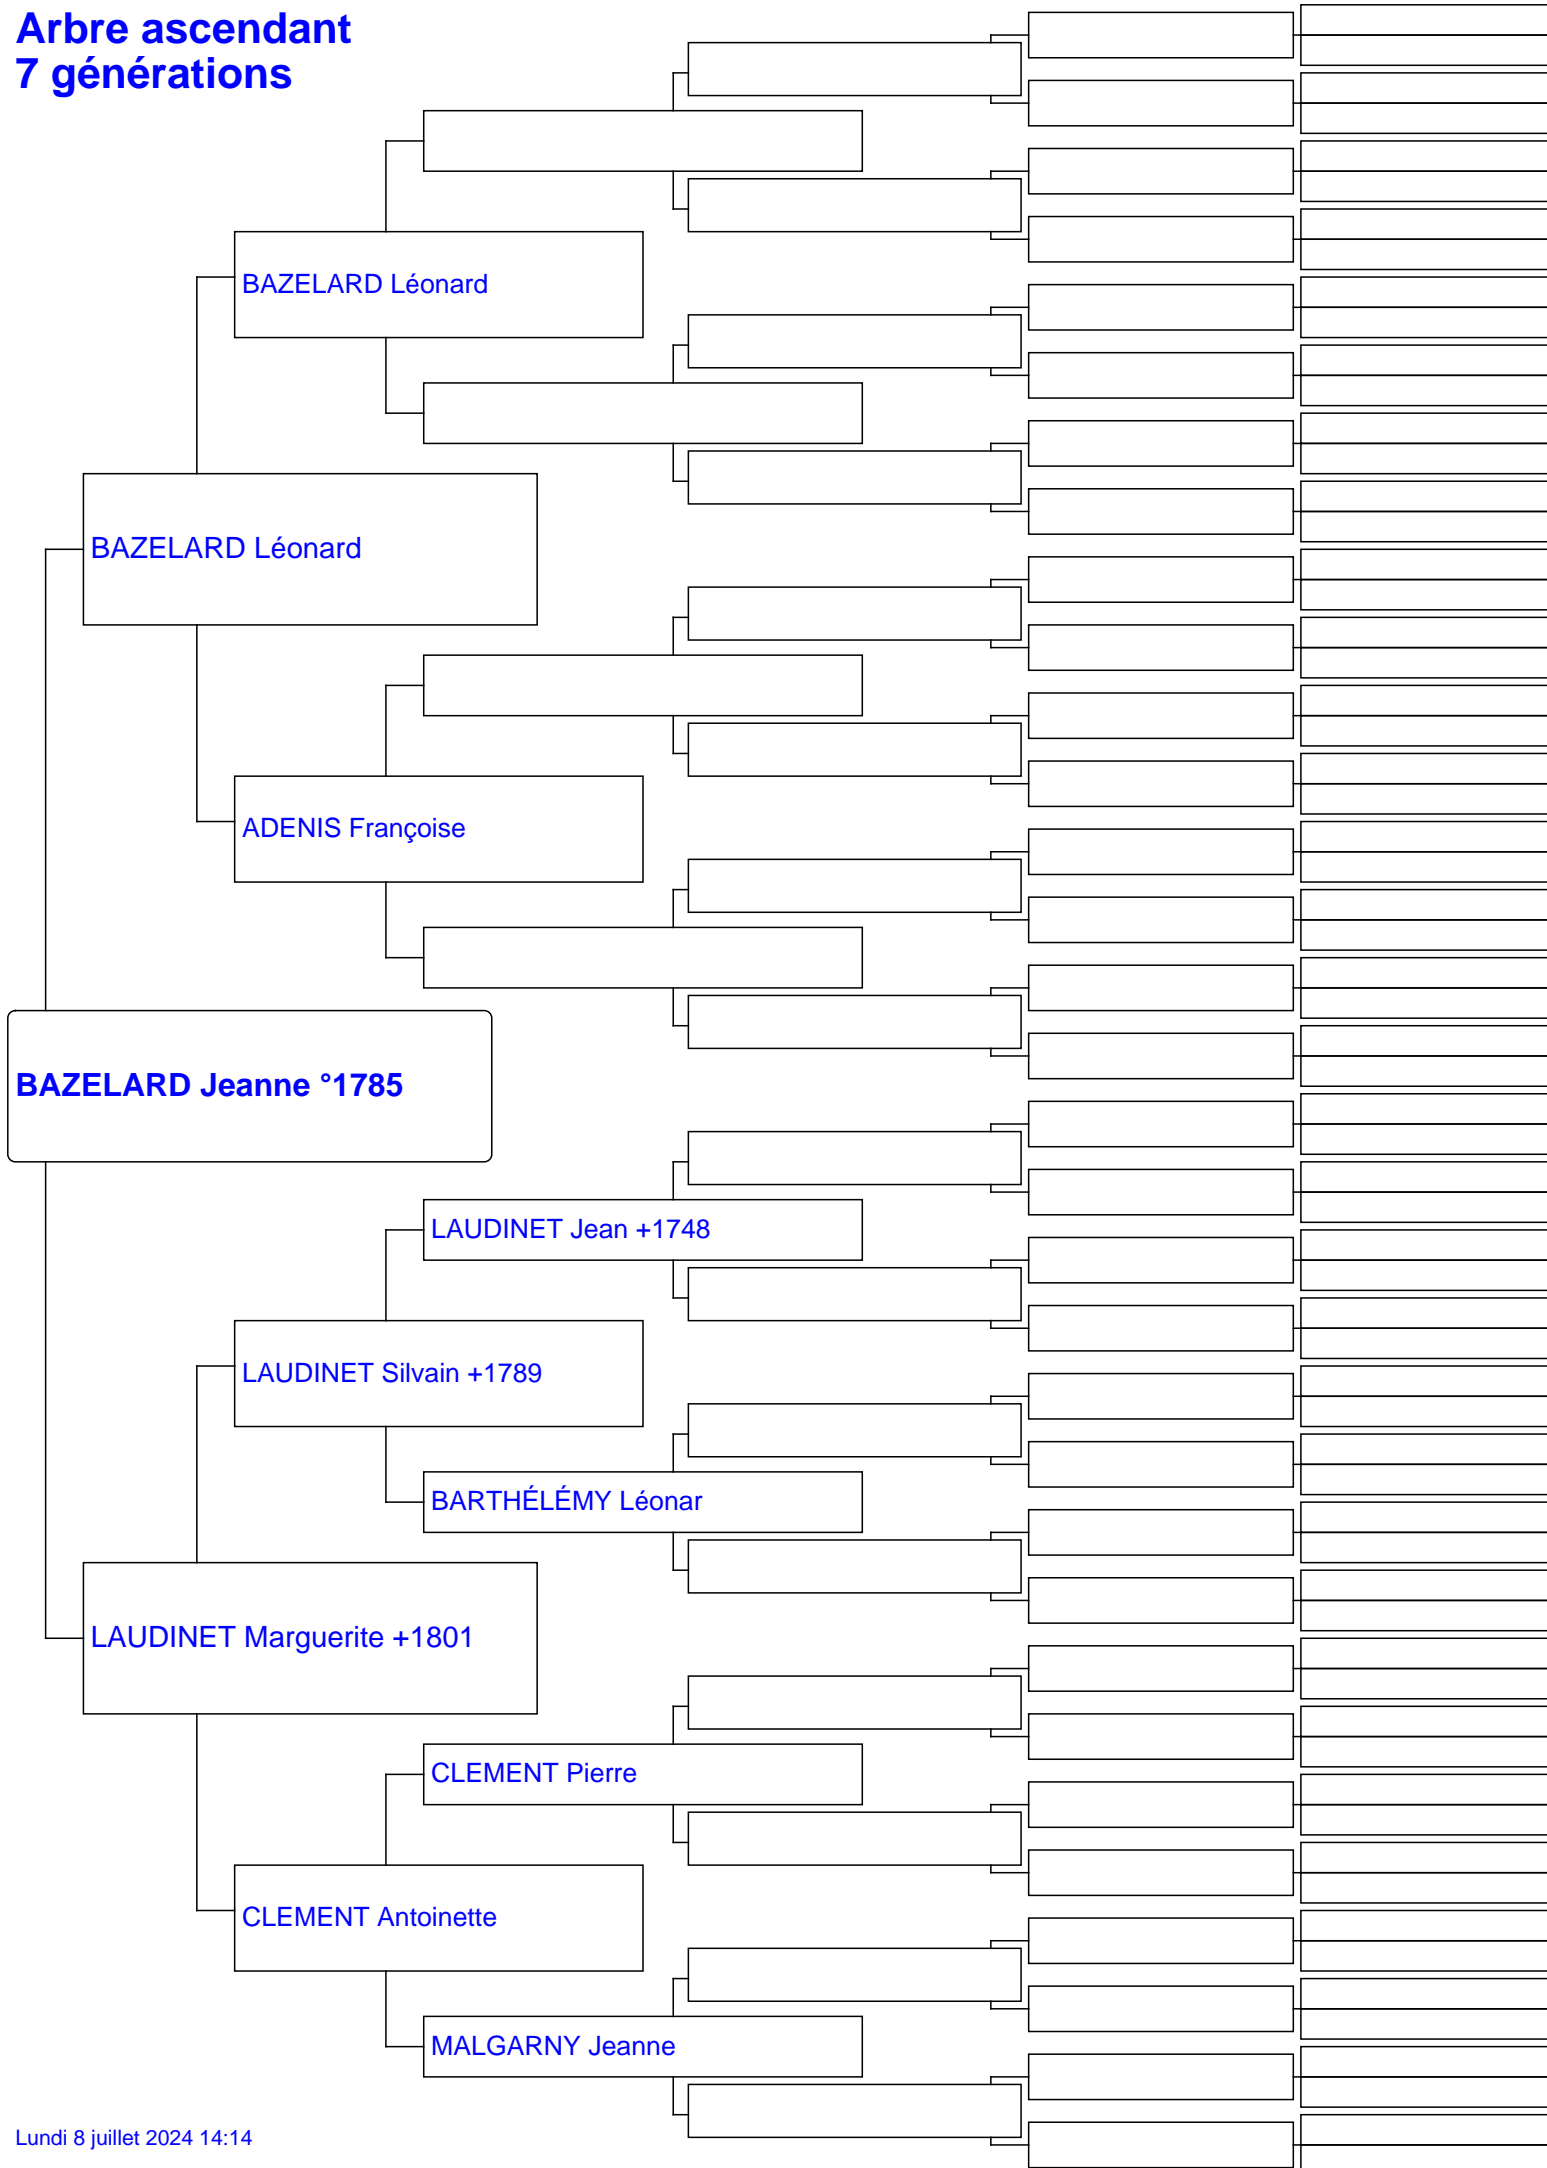 Arbre ascendant
7 générations
BAZELARD Léonard
BAZELARD Léonard
ADENIS Françoise
BAZELARD Jeanne °1785
LAUDINET Jean +1748
LAUDINET Silvain +1789
BARTHÉLÉMY Léonar
LAUDINET Marguerite +1801
CLEMENT Pierre
CLEMENT Antoinette
MALGARNY Jeanne
Lundi 8 juillet 2024 14:14